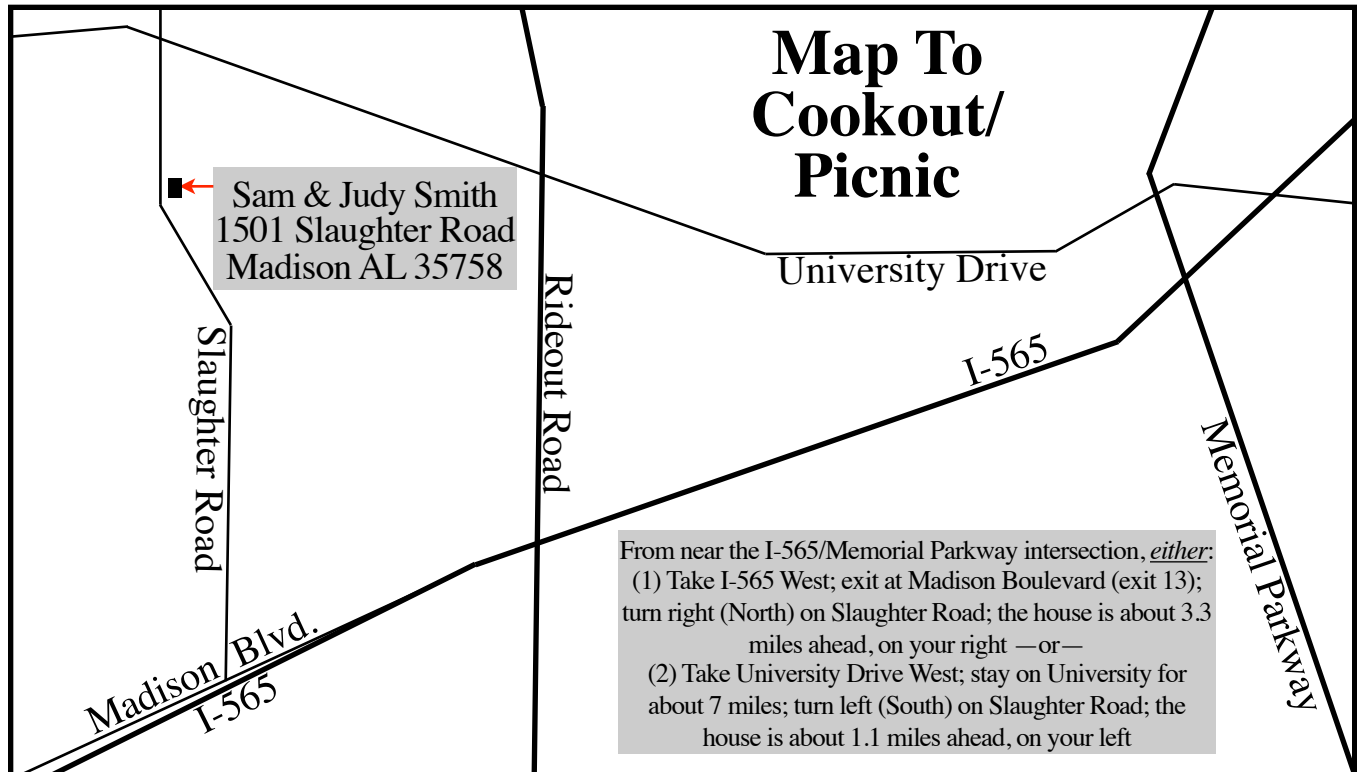 Map To
Cookout/
Picnic
Sam & Judy Smith
1501 Slaughter Road
Madison AL 35758
University Drive
Rideout Road
Slaughter Road
I-565
Memorial Parkway
Madison Blvd.
I-565
From near the I-565/Memorial Parkway intersection, either:
(1) Take I-565 West; exit at Madison Boulevard (exit 13);
turn right (North) on Slaughter Road; the house is about 3.3
miles ahead, on your right —or—
(2) Take University Drive West; stay on University for
about 7 miles; turn left (South) on Slaughter Road; the
house is about 1.1 miles ahead, on your left